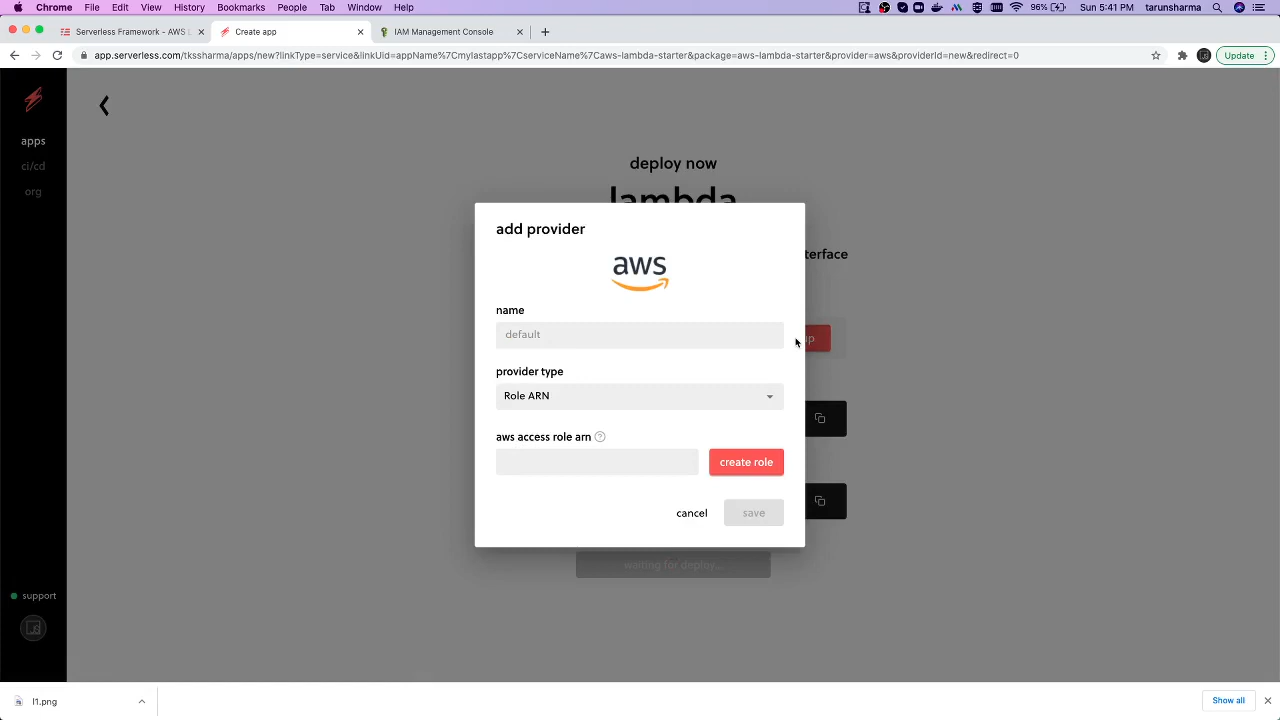 Chrome File Edit View History Bookmarks People Tab Window Help 96% Sun 5:41 PM tarunsharma
Serverless Framework - AWS L Create app IAM Management Console
app.serverless.com/tkssharma/apps/new?linkType=service&linkUid=appName%7Cmylastapp%7CserviceName%7Caws-lambda-starter&package=aws-lambda-starter&provider=aws&providerId=new&redirect=0 Update
apps
ci/cd
org
deploy now
lambda
terface
add provider
aws
name
default
up
provider type
Role ARN
aws access role arn ?
create role
cancel save
waiting for deploy...
support
l1.png Show all